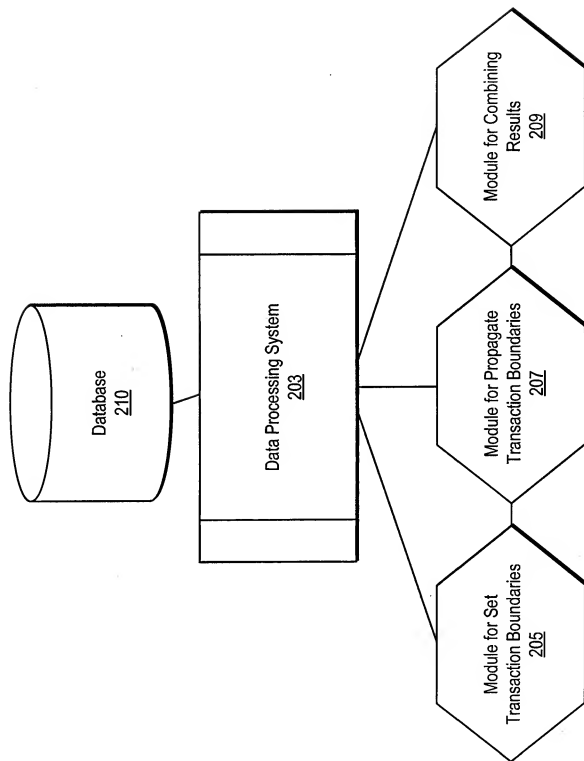 Database
210
Data Processing System
203
Module for Set
Transaction Boundaries
205
Module for Propagate
Transaction Boundaries
207
Module for Combining
Results
209